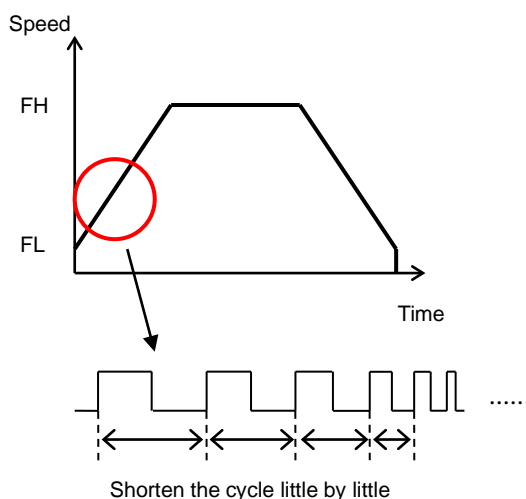 Speed
FH
FL
Time
.....
Shorten the cycle little by little